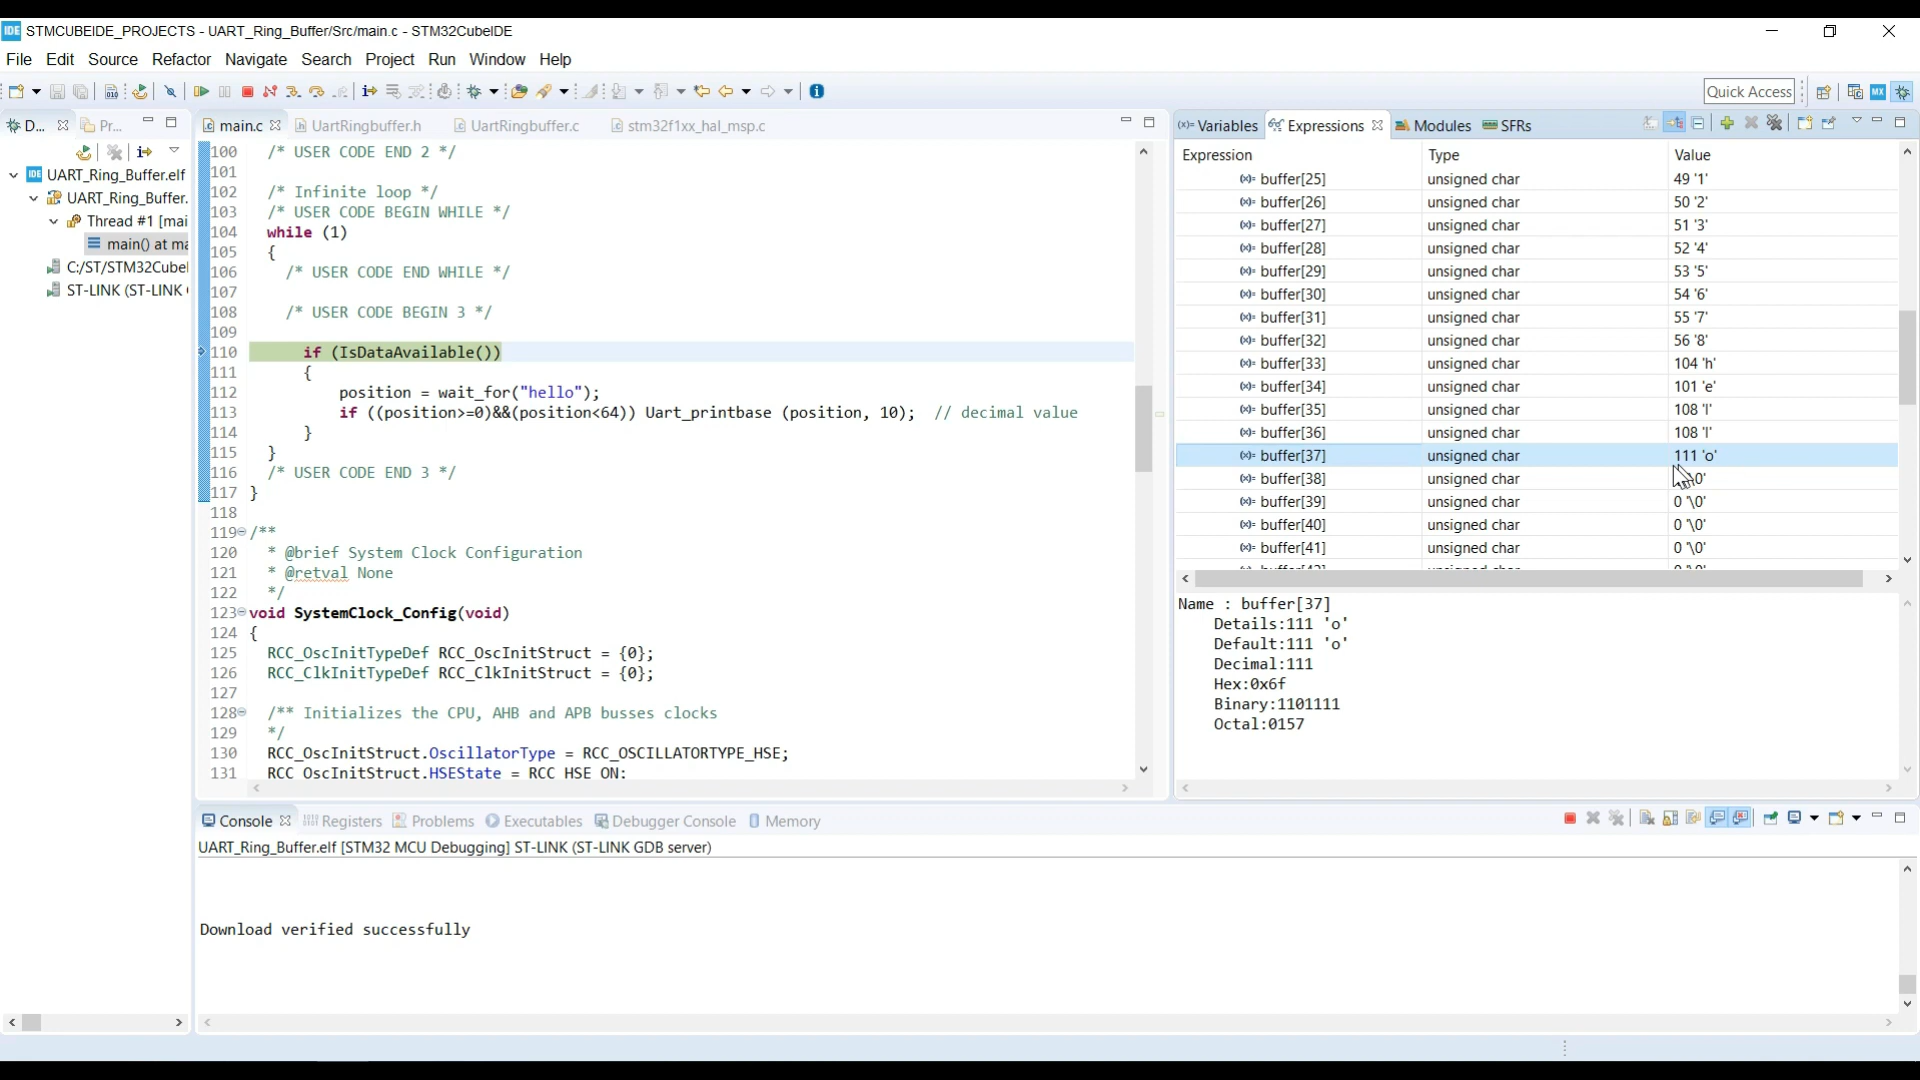 STMCUBEIDE_PROJECTS - UART_Ring_Buffer/Src/main.c - STM32CubeIDE
File Edit Source Refactor Navigate Search Project Run Window Help
Quick Access
D...
Pr...
UART_Ring_Buffer.elf
UART_Ring_Buffer.
Thread #1 [mai
main() at ma
C:/ST/STM32Cubel
ST-LINK (ST-LINK
main.c
UartRingbuffer.h
UartRingbuffer.c
stm32f1xx_hal_msp.c
100 /* USER CODE END 2 */
101
102 /* Infinite loop */
103 /* USER CODE BEGIN WHILE */
104 while (1)
105 {
106 /* USER CODE END WHILE */
107
108 /* USER CODE BEGIN 3 */
109
110 if (IsDataAvailable())
111 {
112 position = wait_for("hello");
113 if ((position>=0)&&(position<64)) Uart_printbase (position, 10); // decimal value
114 }
115 }
116 /* USER CODE END 3 */
117 }
118
119 /**
120 * @brief System Clock Configuration
121 * @retval None
122 */
123 void SystemClock_Config(void)
124 {
125 RCC_OscInitTypeDef RCC_OscInitStruct = {0};
126 RCC_ClkInitTypeDef RCC_ClkInitStruct = {0};
127
128 /** Initializes the CPU, AHB and APB busses clocks
129 */
130 RCC_OscInitStruct.OscillatorType = RCC_OSCILLATORTYPE_HSE;
131 RCC_OscInitStruct.HSEState = RCC_HSE_ON;
(x)= Variables Expressions Modules SFRs
Expression Type Value
(x)= buffer[25] unsigned char 49 '1'
(x)= buffer[26] unsigned char 50 '2'
(x)= buffer[27] unsigned char 51 '3'
(x)= buffer[28] unsigned char 52 '4'
(x)= buffer[29] unsigned char 53 '5'
(x)= buffer[30] unsigned char 54 '6'
(x)= buffer[31] unsigned char 55 '7'
(x)= buffer[32] unsigned char 56 '8'
(x)= buffer[33] unsigned char 104 'h'
(x)= buffer[34] unsigned char 101 'e'
(x)= buffer[35] unsigned char 108 'l'
(x)= buffer[36] unsigned char 108 'l'
(x)= buffer[37] unsigned char 111 'o'
(x)= buffer[38] unsigned char \0'
(x)= buffer[39] unsigned char 0 '\0'
(x)= buffer[40] unsigned char 0 '\0'
(x)= buffer[41] unsigned char 0 '\0'
Name : buffer[37]
Details:111 'o'
Default:111 'o'
Decimal:111
Hex:0x6f
Binary:1101111
Octal:0157
Console Registers Problems Executables Debugger Console Memory
UART_Ring_Buffer.elf [STM32 MCU Debugging] ST-LINK (ST-LINK GDB server)
Download verified successfully